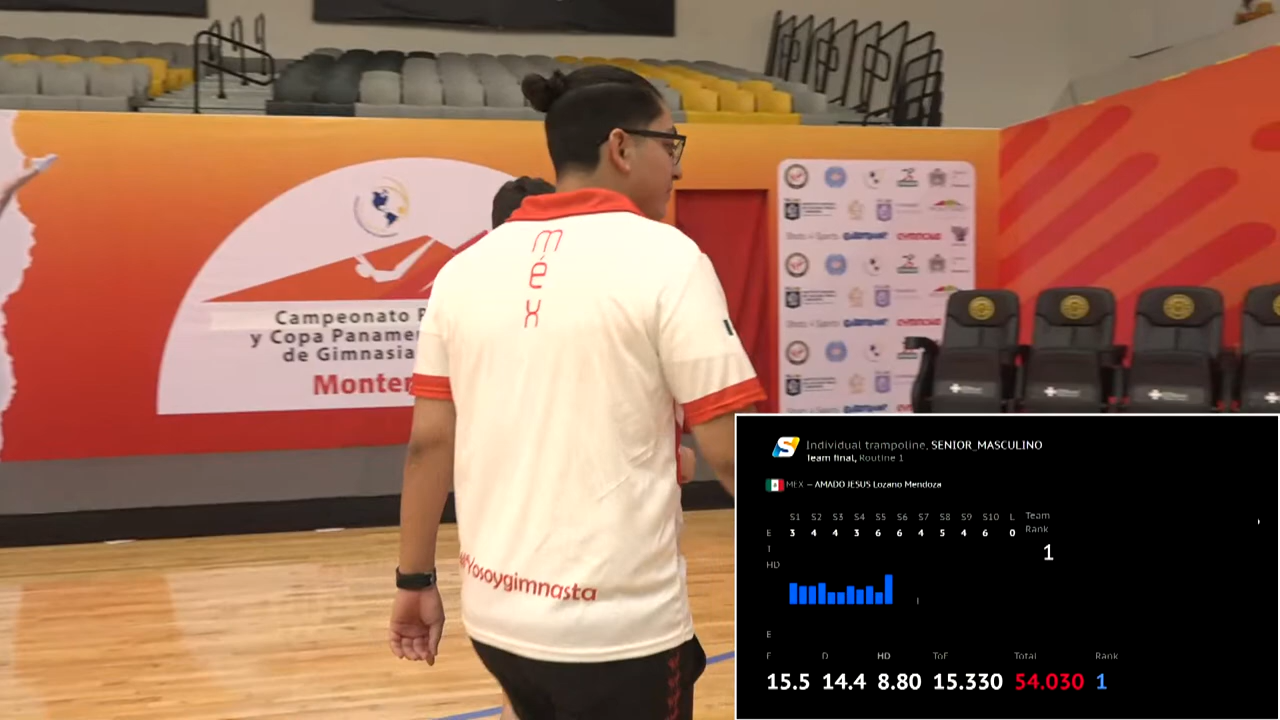 méx
Campeonato
y Copa Paname
de Gimnasia
Monter
#Yosoygimnasta
Individual trampoline, SENIOR_MASCULINO
Team final, Routine 1
MEX – AMADO JESUS Lozano Mendoza
S1 S2 S3 S4 S5 S6 S7 S8 S9 S10 L Team Rank
E 3 4 4 3 6 6 4 5 4 6 0 1
T
HD
E
E D HD ToF Total Rank
15.5 14.4 8.80 15.330 54.030 1